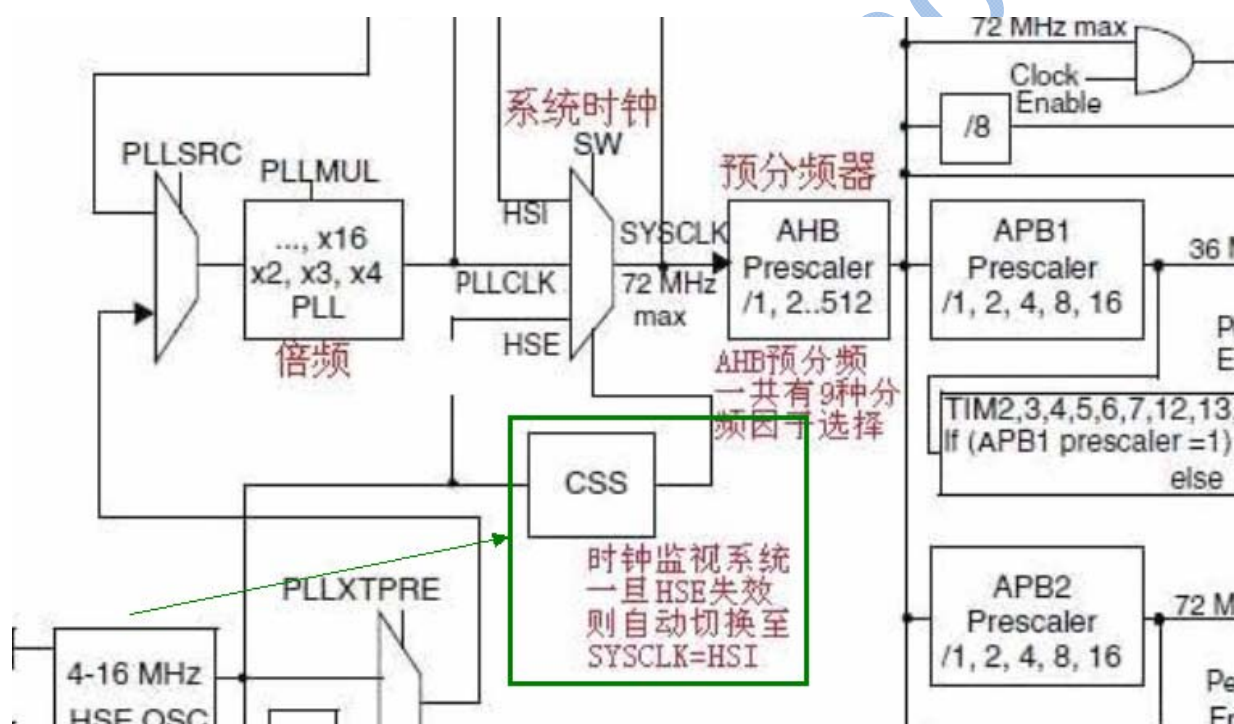 72 MHz max
Clock
Enable
/8
系统时钟
SW
PLLSRC
PLLMUL
预分频器
HSI
..., x16
x2, x3, x4
PLL
倍频
PLLCLK
HSE
SYSCLK
72 MHz
max
AHB
Prescaler
/1, 2..512
AHB预分频
一共有9种分
频因子选择
APB1
Prescaler
/1, 2, 4, 8, 16
36
TIM2,3,4,5,6,7,12,13,
If (APB1 prescaler =1)
else
CSS
时钟监视系统
一旦HSE失效
则自动切换至
SYSCLK=HSI
PLLXTPRE
4-16 MHz
HSE OSC
APB2
Prescaler
/1, 2, 4, 8, 16
72 M
Pe